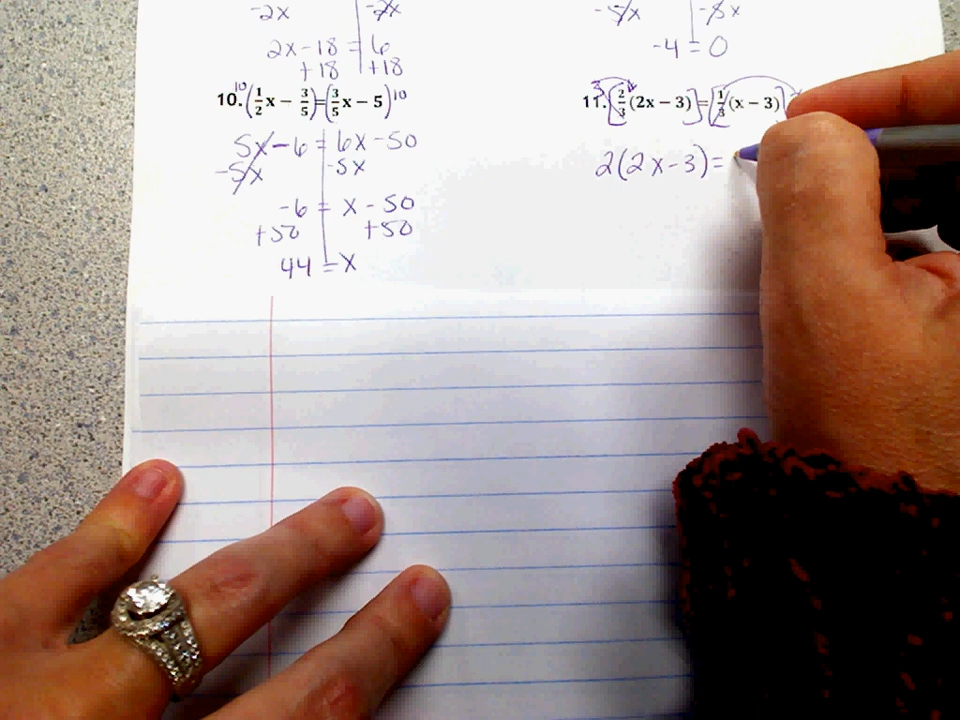 -2x -2x
2x-18 = 6
+18 +18
10. 10(1/2x - 3/5)=(3/5x - 5)10
5x-6 = 6x-50
-5x -5x
-6 = x-50
+50 +50
44 = x
-5x -5x
-4 = 0
11. 3[2/3(2x - 3)]=[1/3(x - 3)]
2(2x-3)=